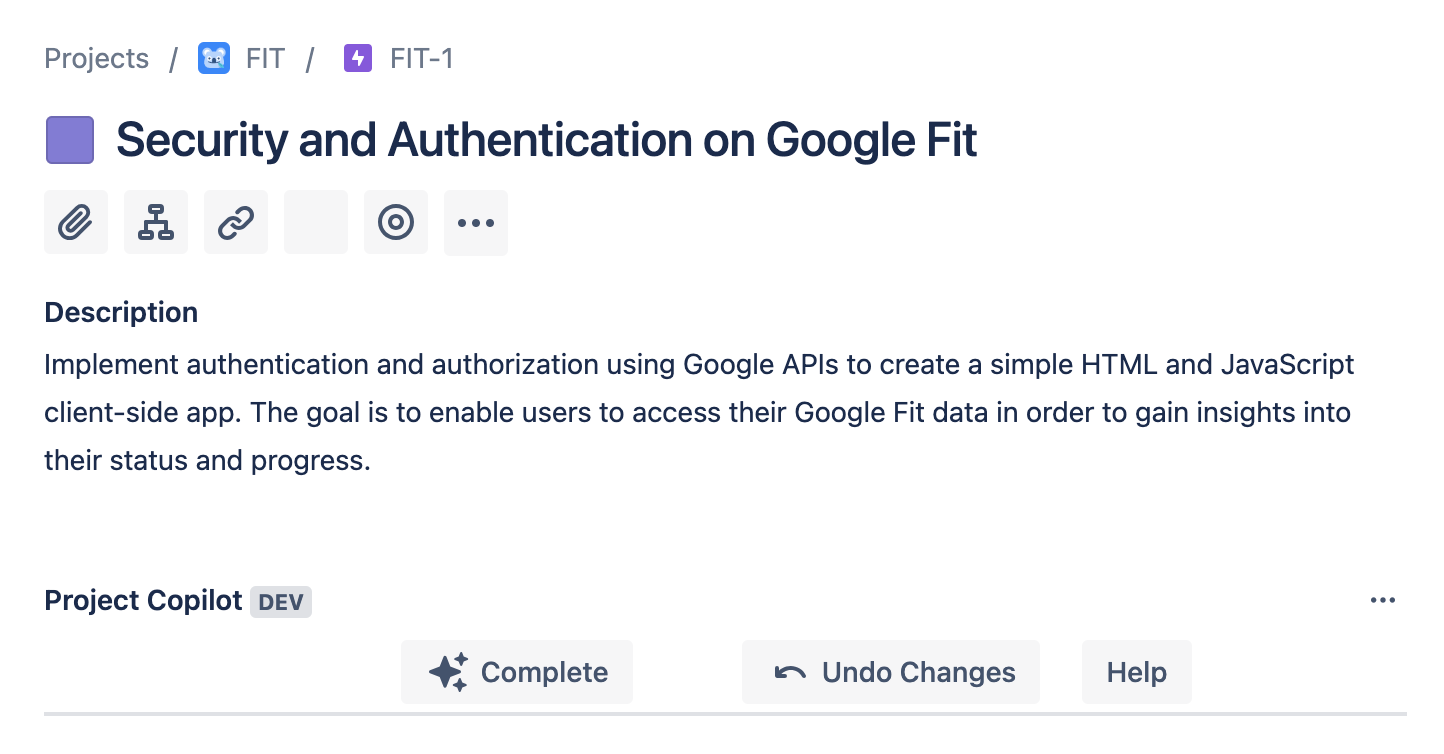 Projects / FIT / FIT-1
Security and Authentication on Google Fit
Description
Implement authentication and authorization using Google APIs to create a simple HTML and JavaScript
client-side app. The goal is to enable users to access their Google Fit data in order to gain insights into
their status and progress.
Project Copilot DEV
Complete Undo Changes Help